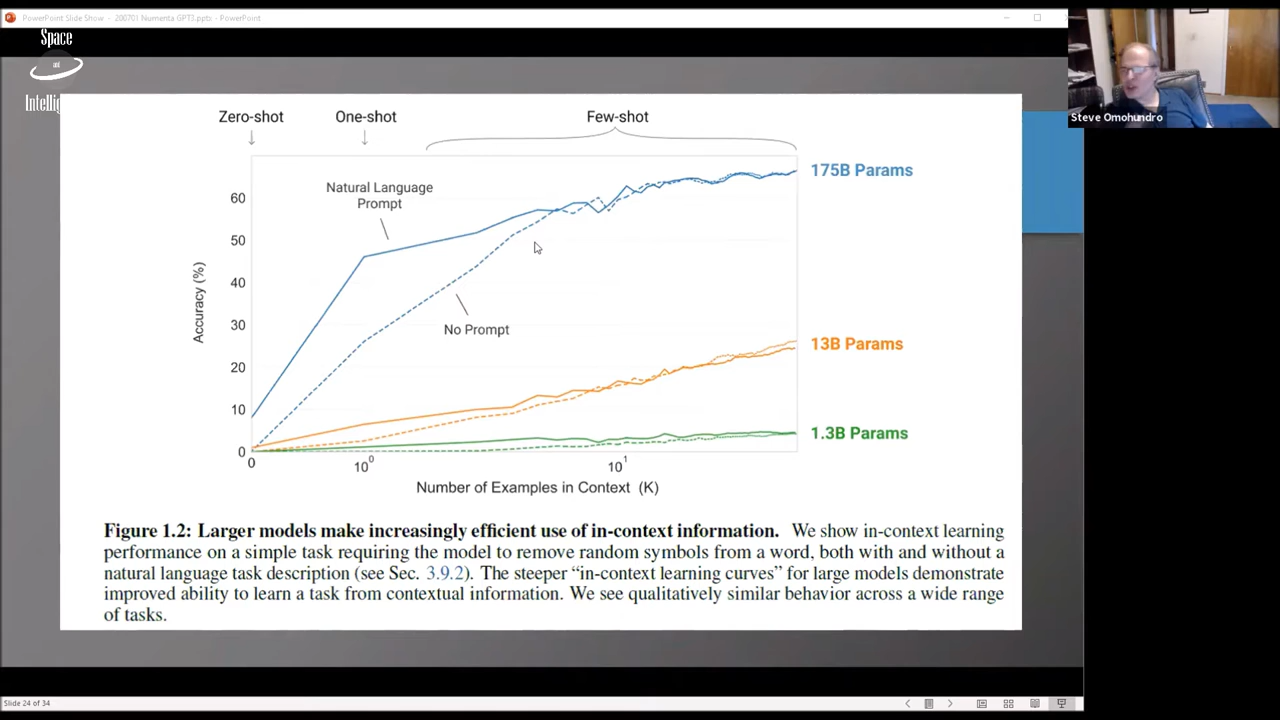 PowerPoint Slide Show - 200701 Numenta GPT3.ppts - PowerPoint
Space
and
Intellig
Steve Omohundro
Zero-shot
One-shot
Few-shot
175B Params
Natural Language
Prompt
No Prompt
13B Params
1.3B Params
Accuracy (%)
60
50
40
30
20
10
0
0
10⁰
10¹
Number of Examples in Context (K)
Figure 1.2: Larger models make increasingly efficient use of in-context information. We show in-context learning
performance on a simple task requiring the model to remove random symbols from a word, both with and without a
natural language task description (see Sec. 3.9.2). The steeper “in-context learning curves” for large models demonstrate
improved ability to learn a task from contextual information. We see qualitatively similar behavior across a wide range
of tasks.
Slide 24 of 34